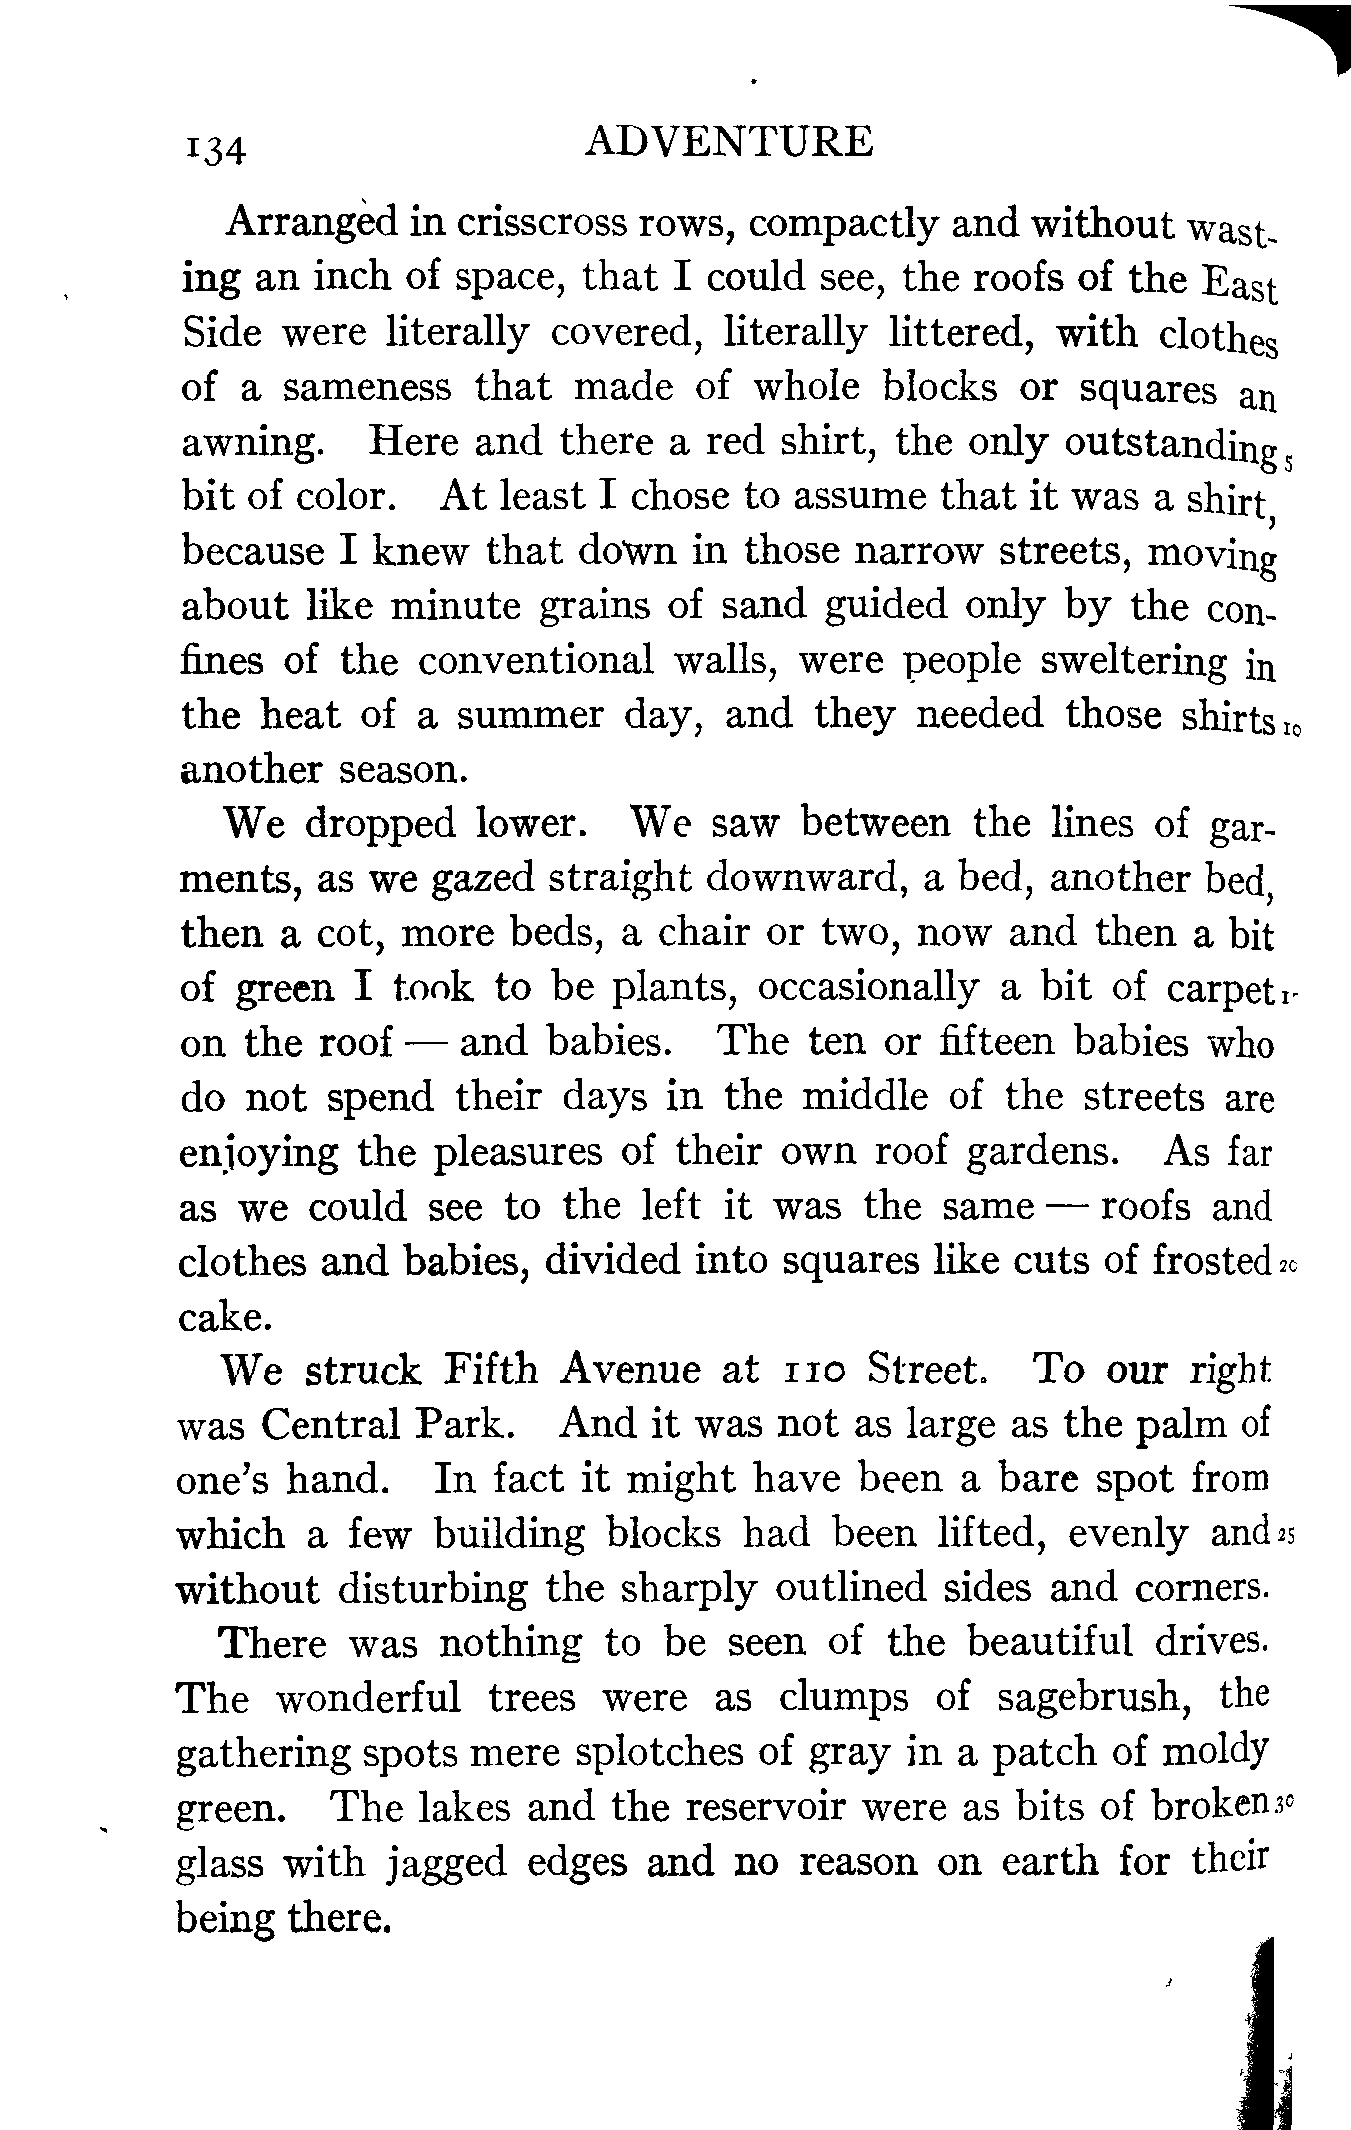 134 ADVENTURE
Arranged in crisscross rows, compactly and without wast-
ing an inch of space, that I could see, the roofs of the East
Side were literally covered, literally littered, with clothes
of a sameness that made of whole blocks or squares an
awning. Here and there a red shirt, the only outstanding 5
bit of color. At least I chose to assume that it was a shirt,
because I knew that down in those narrow streets, moving
about like minute grains of sand guided only by the con-
fines of the conventional walls, were people sweltering in
the heat of a summer day, and they needed those shirts 10
another season.
We dropped lower. We saw between the lines of gar-
ments, as we gazed straight downward, a bed, another bed,
then a cot, more beds, a chair or two, now and then a bit
of green I took to be plants, occasionally a bit of carpet
on the roof — and babies. The ten or fifteen babies who
do not spend their days in the middle of the streets are
enjoying the pleasures of their own roof gardens. As far
as we could see to the left it was the same — roofs and
clothes and babies, divided into squares like cuts of frosted 20
cake.
We struck Fifth Avenue at 110 Street. To our right
was Central Park. And it was not as large as the palm of
one's hand. In fact it might have been a bare spot from
which a few building blocks had been lifted, evenly and 25
without disturbing the sharply outlined sides and corners.
There was nothing to be seen of the beautiful drives.
The wonderful trees were as clumps of sagebrush, the
gathering spots mere splotches of gray in a patch of moldy
green. The lakes and the reservoir were as bits of broken 30
glass with jagged edges and no reason on earth for their
being there.